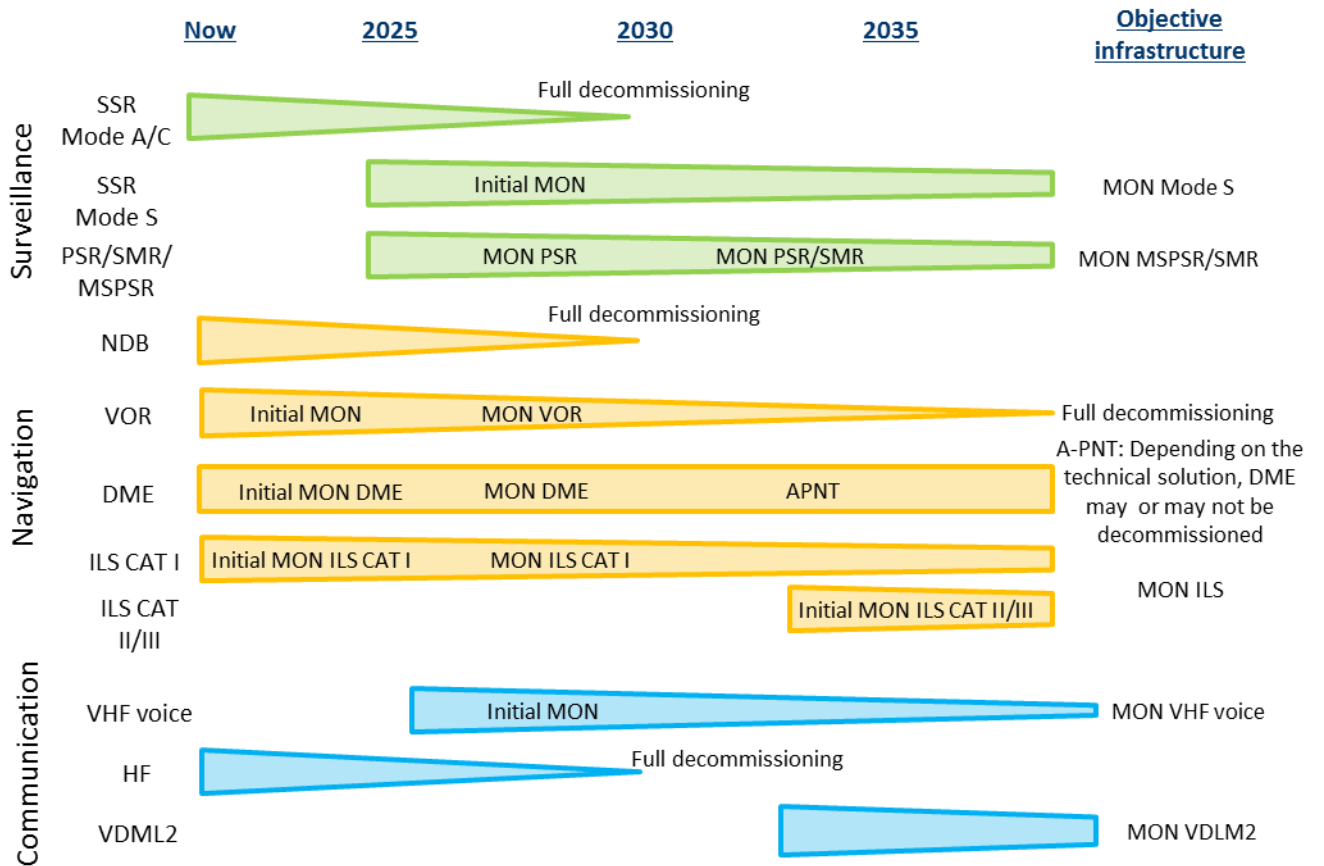 Now 2025 2030 2035 Objective
infrastructure
Surveillance
SSR
Mode A/C
Full decommissioning
SSR
Mode S
Initial MON
MON Mode S
PSR/SMR/
MSPSR
MON PSR MON PSR/SMR
MON MSPSR/SMR
Navigation
NDB
Full decommissioning
VOR
Initial MON MON VOR
Full decommissioning
DME
Initial MON DME MON DME APNT
A-PNT: Depending on the
technical solution, DME
may or may not be
decommissioned
ILS CAT I
Initial MON ILS CAT I MON ILS CAT I
ILS CAT
II/III
Initial MON ILS CAT II/III
MON ILS
Communication
VHF voice
Initial MON
MON VHF voice
HF
Full decommissioning
VDML2
MON VDLM2